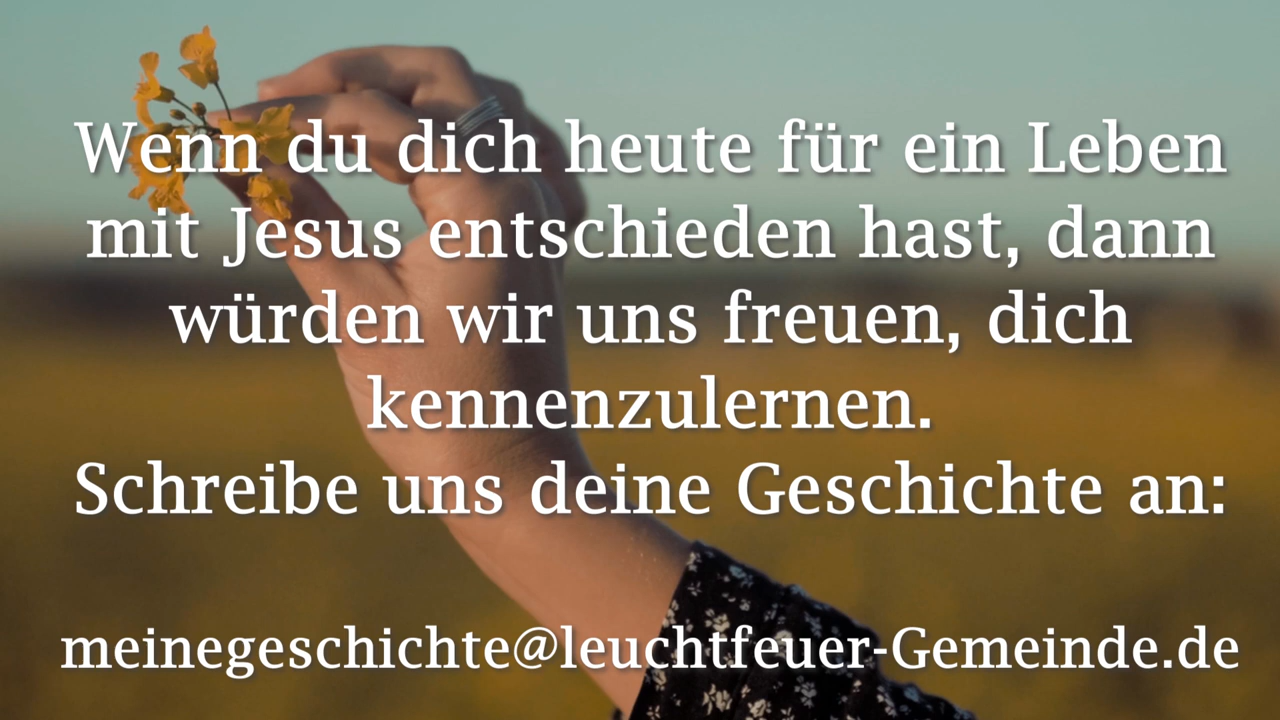 Wenn du dich heute für ein Leben
mit Jesus entschieden hast, dann
würden wir uns freuen, dich
kennenzulernen.
Schreibe uns deine Geschichte an:
meinegeschichte@leuchtfeuer-Gemeinde.de